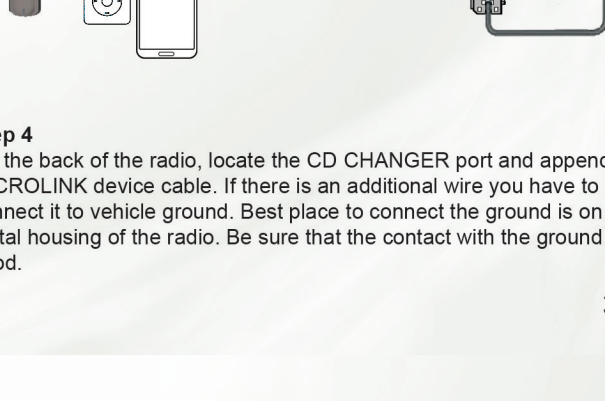 ep 4
the back of the radio, locate the CD CHANGER port and append
CROLINK device cable. If there is an additional wire you have to
nnect it to vehicle ground. Best place to connect the ground is on
tal housing of the radio. Be sure that the contact with the ground
od.